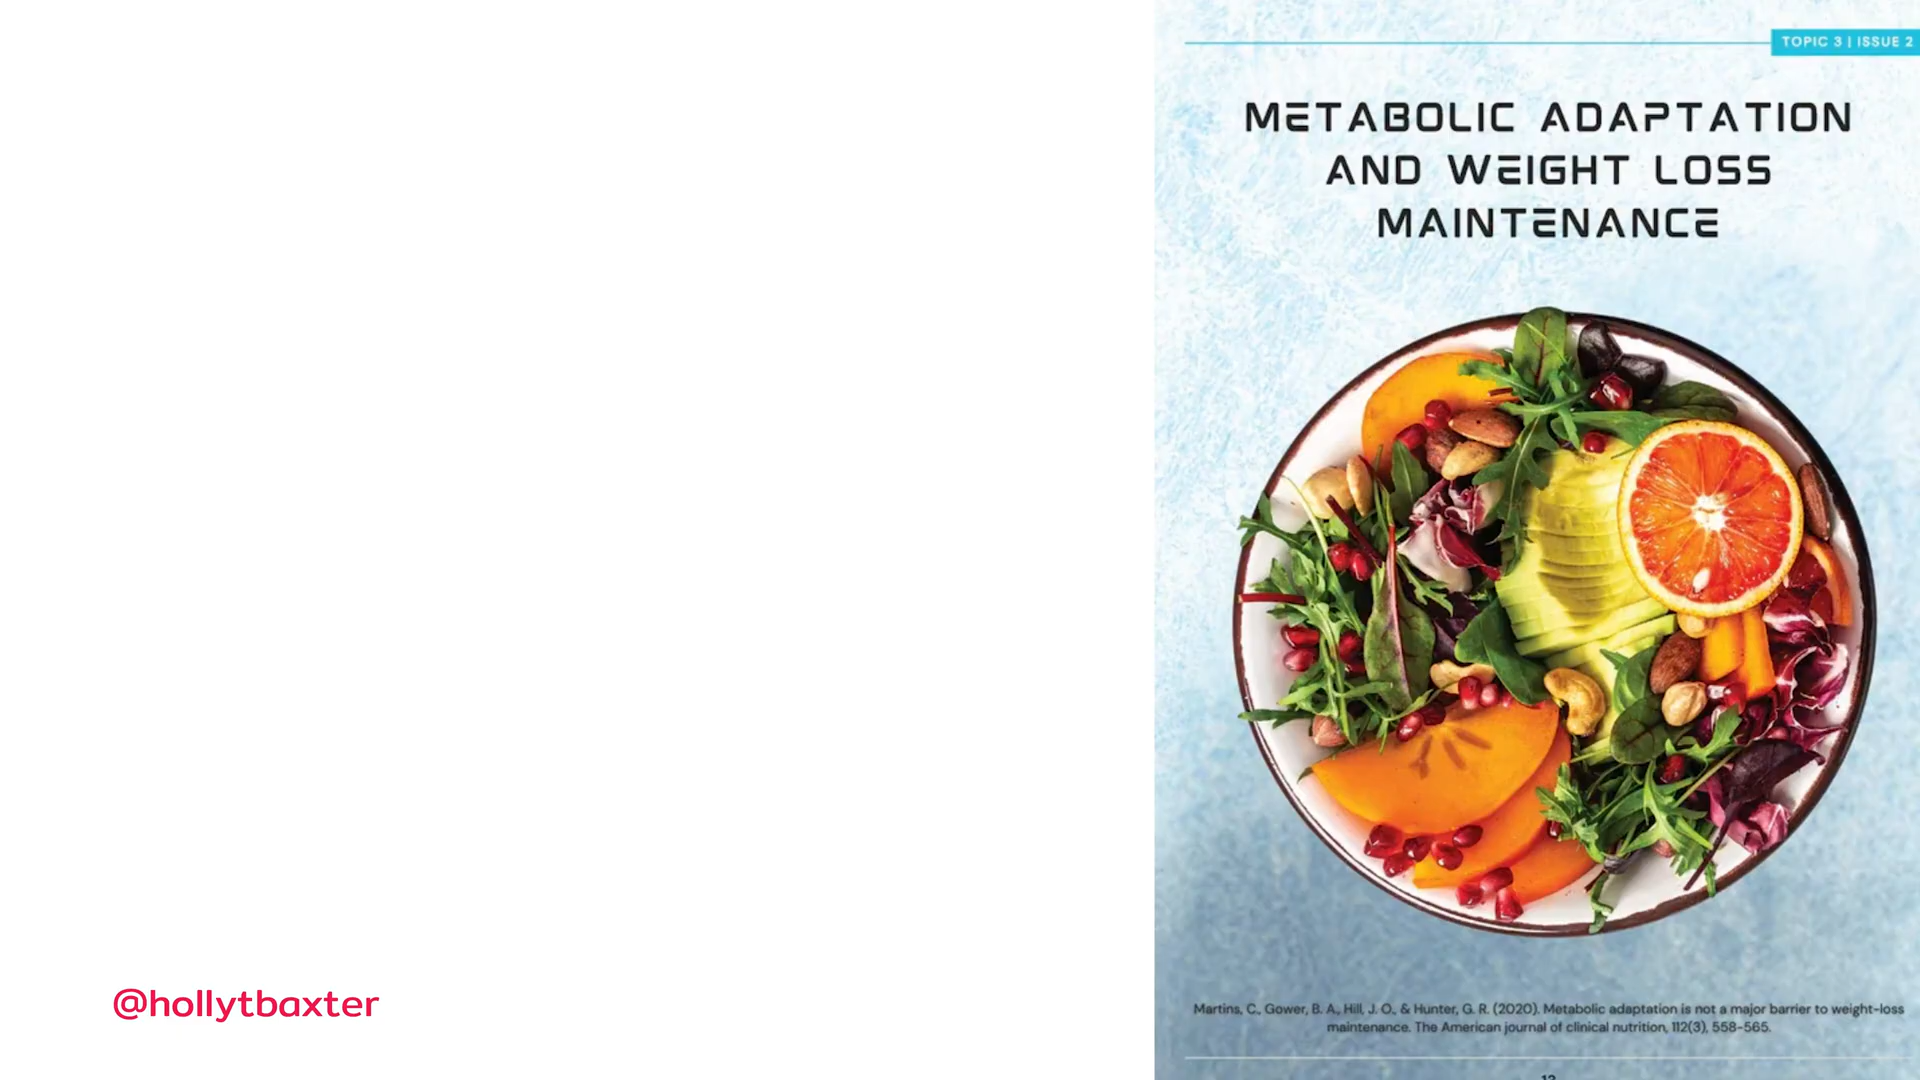 TOPIC 3 | ISSUE 2
METABOLIC ADAPTATION
AND WEIGHT LOSS
MAINTENANCE
@hollytbaxter
Martins, C., Gower, B. A., Hill, J. O., & Hunter, G. R. (2020). Metabolic adaptation is not a major barrier to weight-loss
maintenance. The American journal of clinical nutrition, 112(3), 558-565.